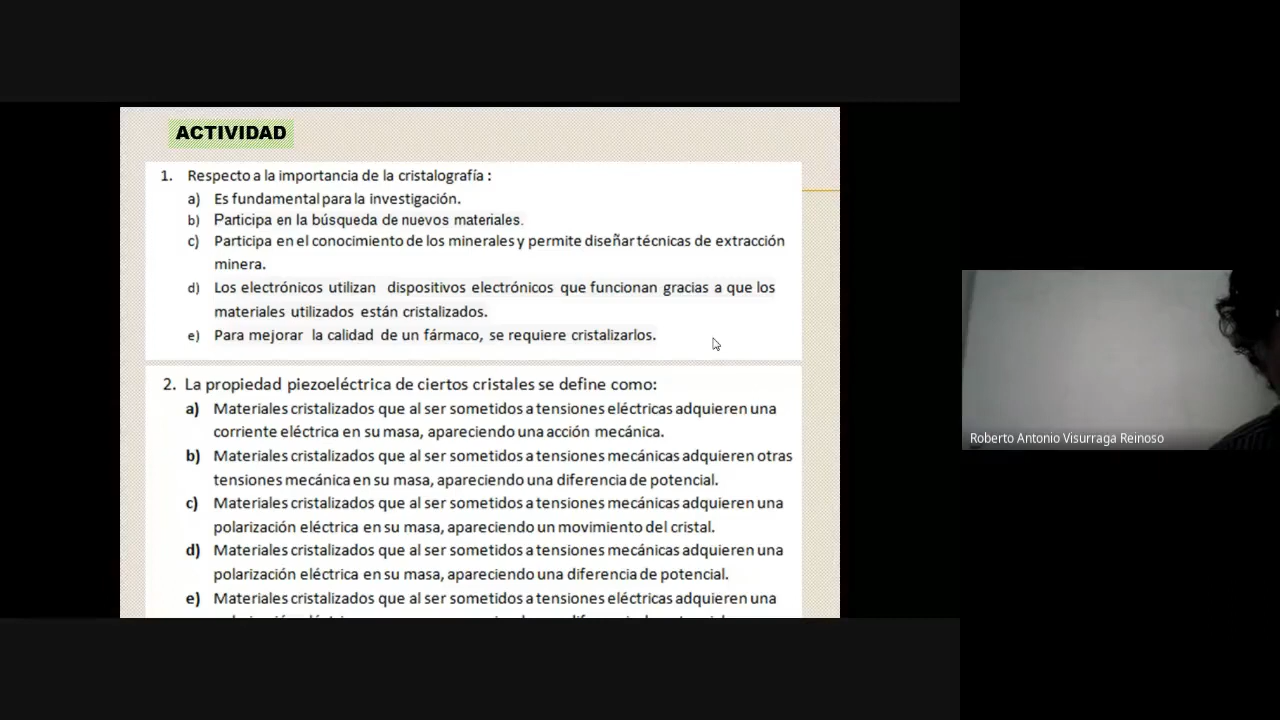 ACTIVIDAD
1. Respecto a la importancia de la cristalografía :
a) Es fundamental para la investigación.
b) Participa en la búsqueda de nuevos materiales.
c) Participa en el conocimiento de los minerales y permite diseñar técnicas de extracción
minera.
d) Los electrónicos utilizan dispositivos electrónicos que funcionan gracias a que los
materiales utilizados están cristalizados.
e) Para mejorar la calidad de un fármaco, se requiere cristalizarlos.
2. La propiedad piezoeléctrica de ciertos cristales se define como:
a) Materiales cristalizados que al ser sometidos a tensiones eléctricas adquieren una
corriente eléctrica en su masa, apareciendo una acción mecánica.
b) Materiales cristalizados que al ser sometidos a tensiones mecánicas adquieren otras
tensiones mecánica en su masa, apareciendo una diferencia de potencial.
c) Materiales cristalizados que al ser sometidos a tensiones mecánicas adquieren una
polarización eléctrica en su masa, apareciendo un movimiento del cristal.
d) Materiales cristalizados que al ser sometidos a tensiones mecánicas adquieren una
polarización eléctrica en su masa, apareciendo una diferencia de potencial.
e) Materiales cristalizados que al ser sometidos a tensiones eléctricas adquieren una
Roberto Antonio Visurraga Reinoso